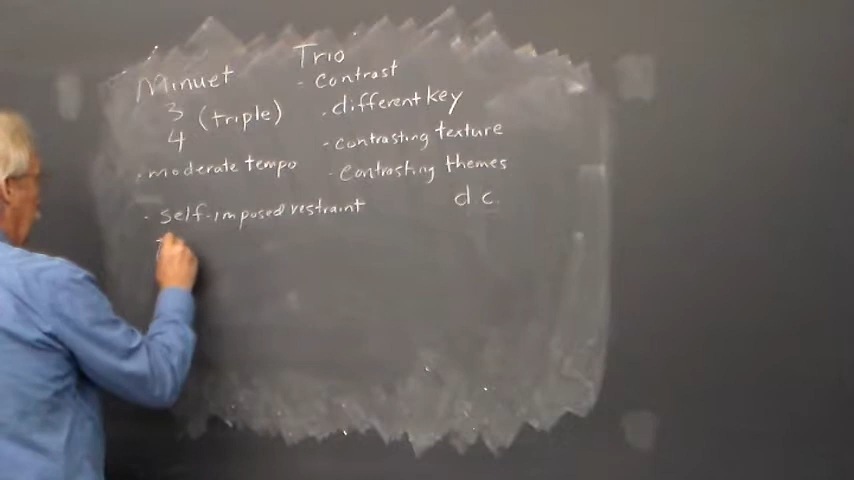 Minuet
3
4 (triple)
. moderate tempo
- self-imposed restraint
Trio
- contrast
. different key
- contrasting texture
- contrasting themes
d c.